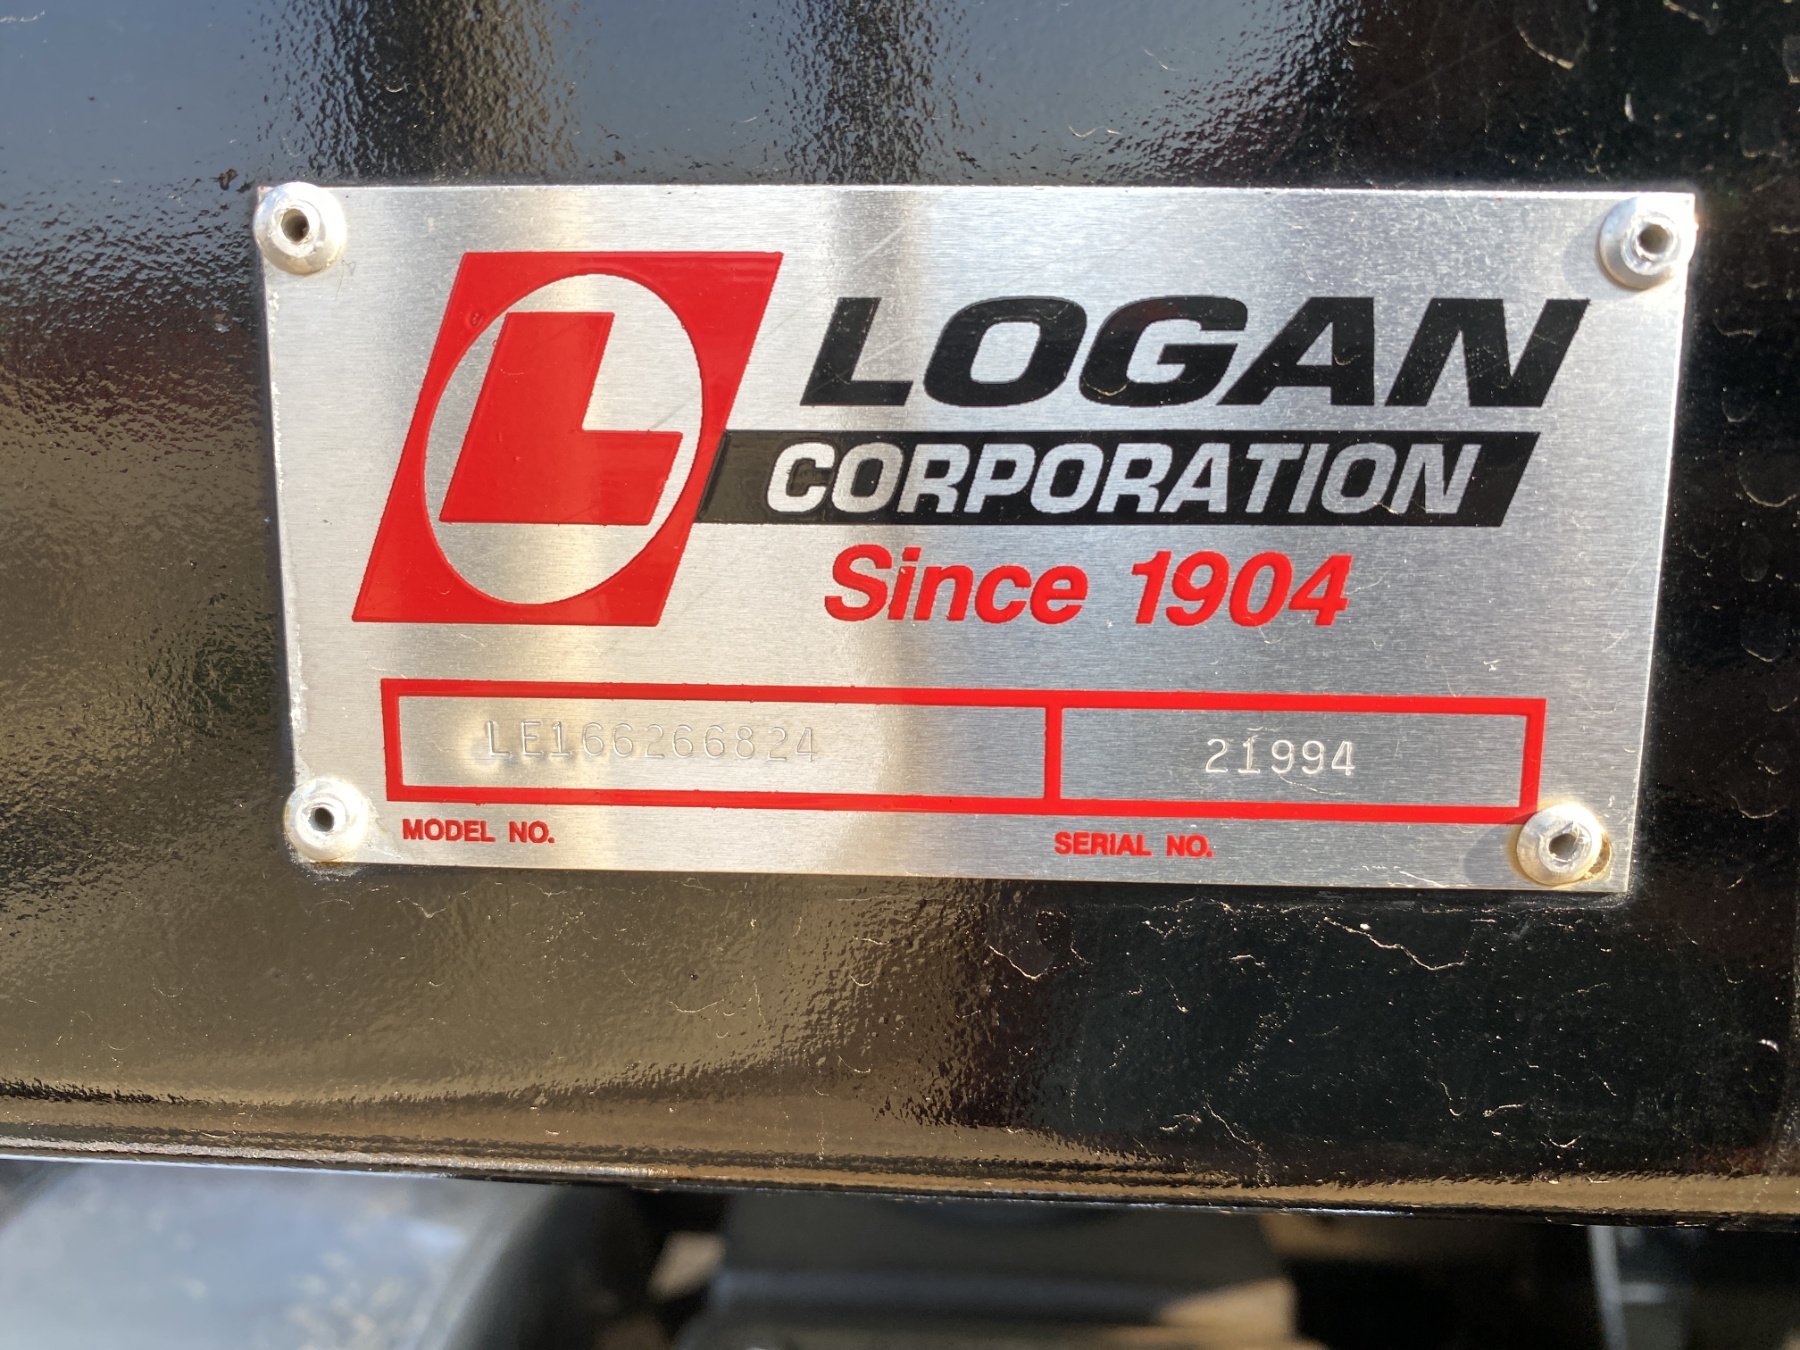 L
LOGAN
CORPORATION
Since 1904
LE166266824 21994
MODEL NO. SERIAL NO.